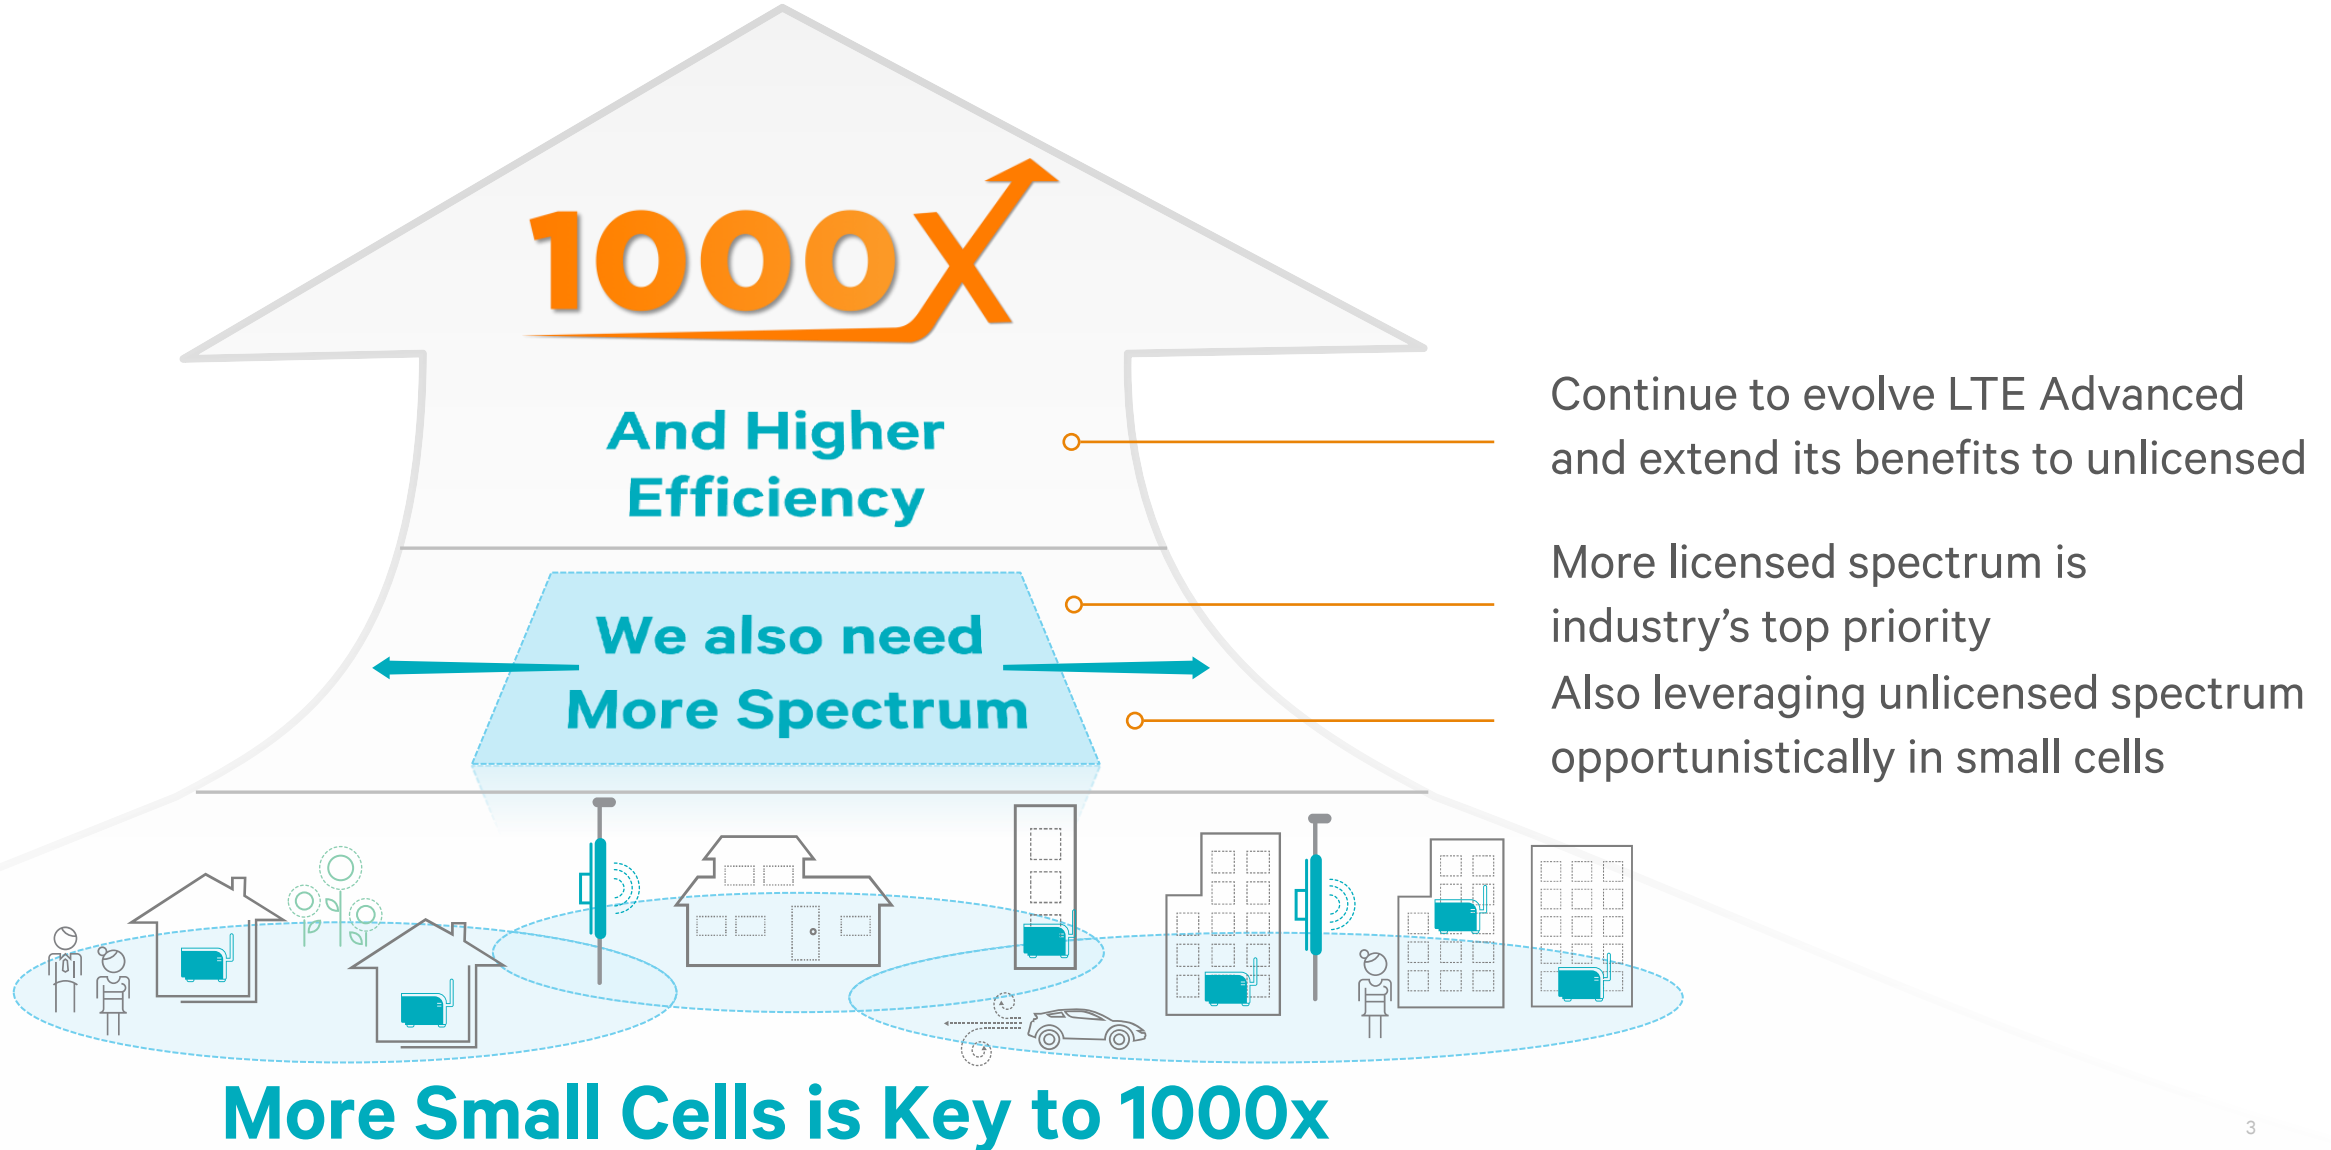 1000X
And Higher
Efficiency
Continue to evolve LTE Advanced
and extend its benefits to unlicensed
We also need
More Spectrum
More licensed spectrum is
industry’s top priority
Also leveraging unlicensed spectrum
opportunistically in small cells
More Small Cells is Key to 1000x
3